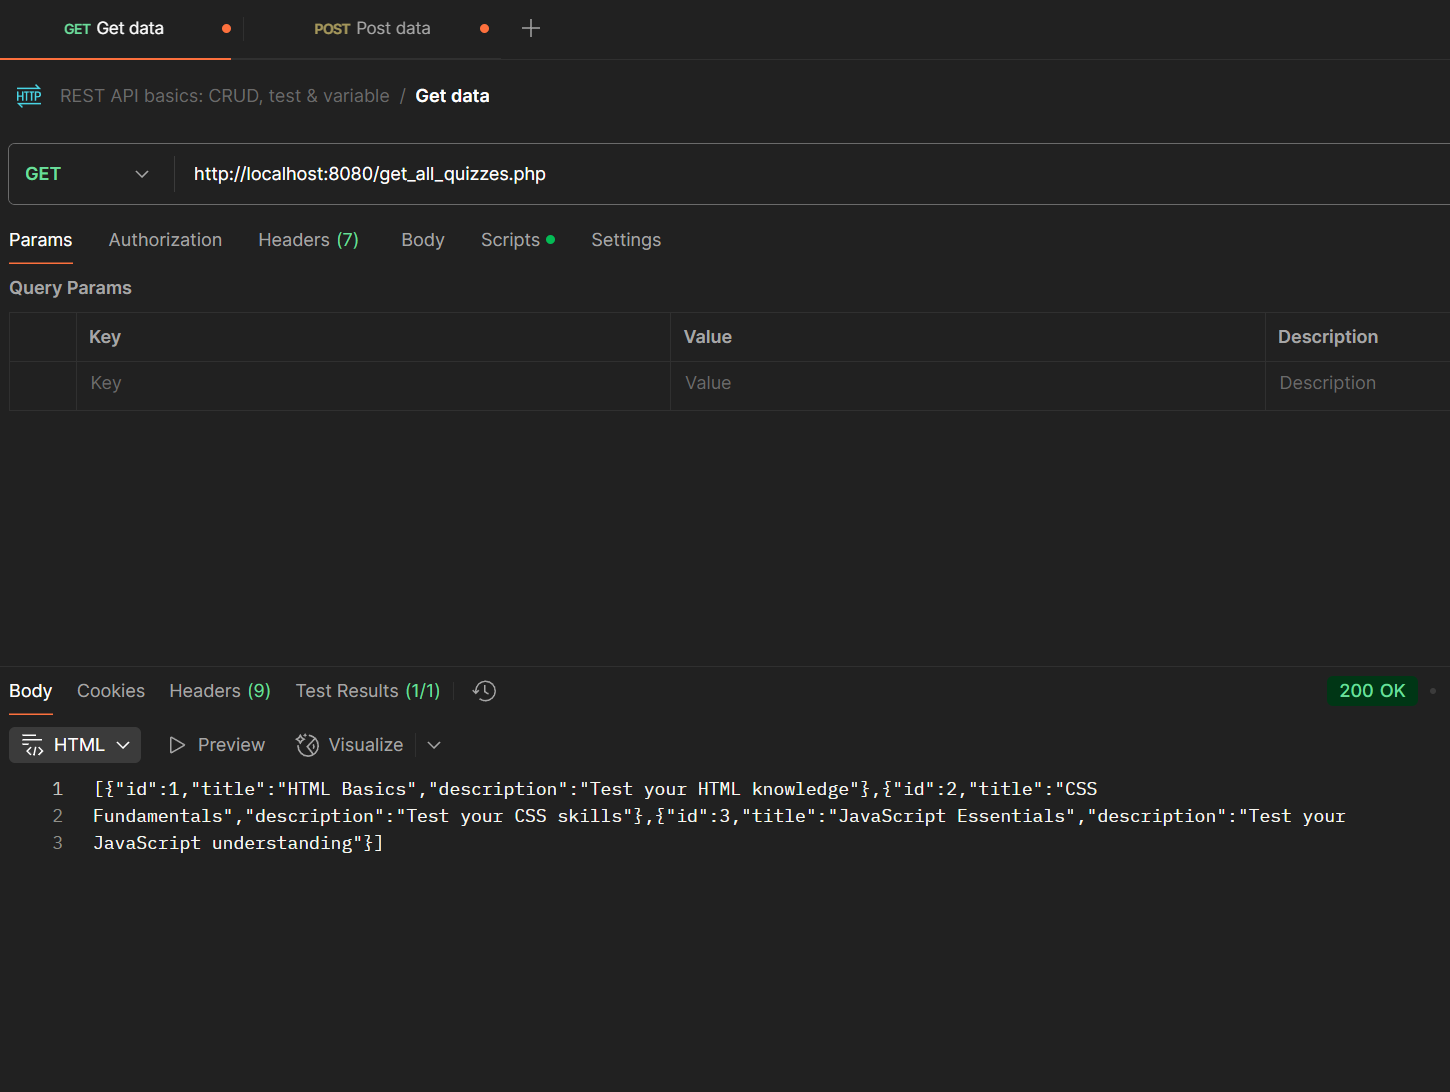 GET Get data POST Post data
HTTP REST API basics: CRUD, test & variable / Get data
GET http://localhost:8080/get_all_quizzes.php
Params Authorization Headers (7) Body Scripts Settings
Query Params
Key Value Description
Key Value Description
Body Cookies Headers (9) Test Results (1/1) 200 OK
HTML Preview Visualize
1 [{"id":1,"title":"HTML Basics","description":"Test your HTML knowledge"},{"id":2,"title":"CSS
2 Fundamentals","description":"Test your CSS skills"},{"id":3,"title":"JavaScript Essentials","description":"Test your
3 JavaScript understanding"}]